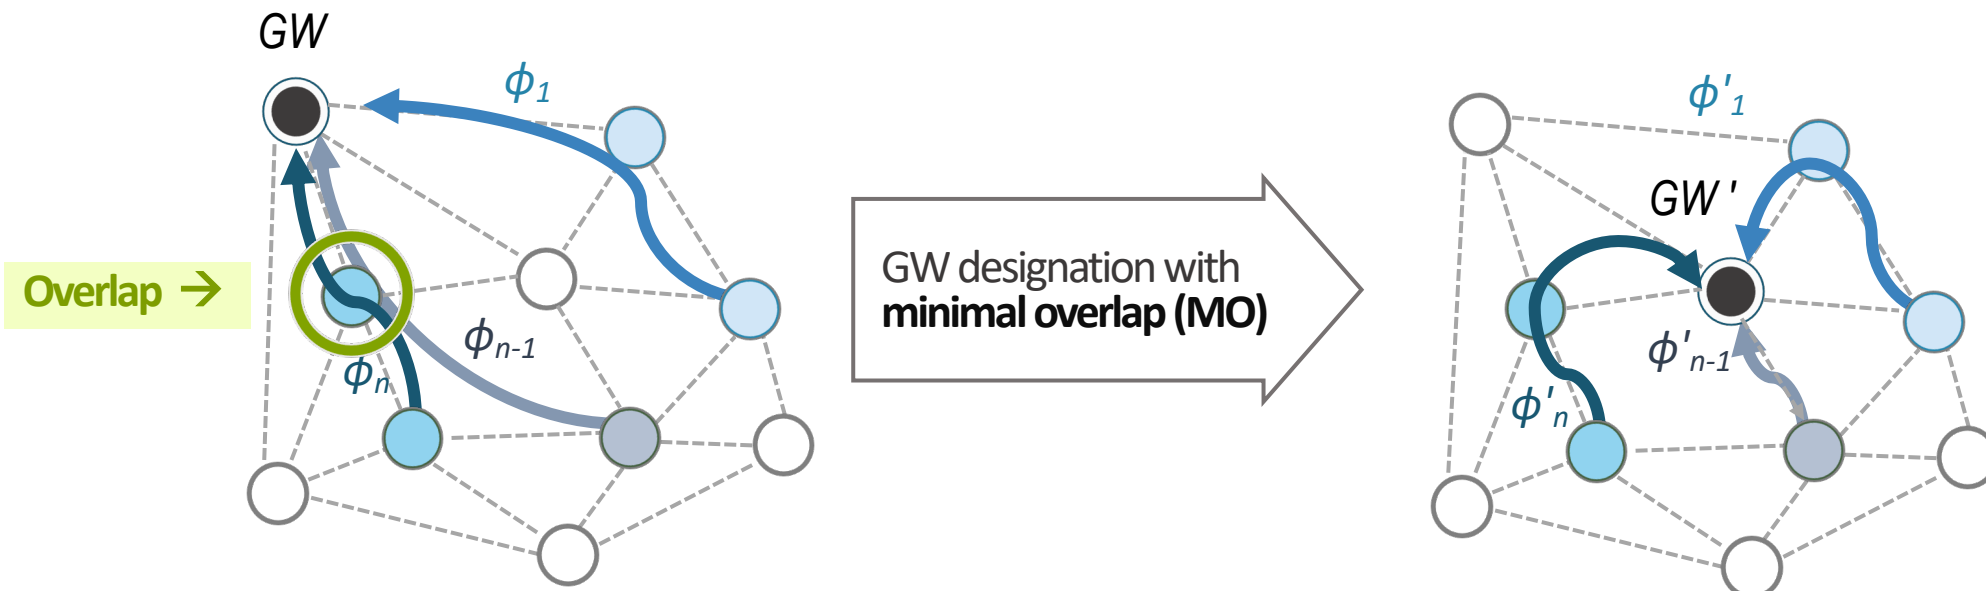 GW
ϕ1
Overlap →
ϕn-1
ϕn
GW designation with
minimal overlap (MO)
ϕ'1
GW '
ϕ'n-1
ϕ'n